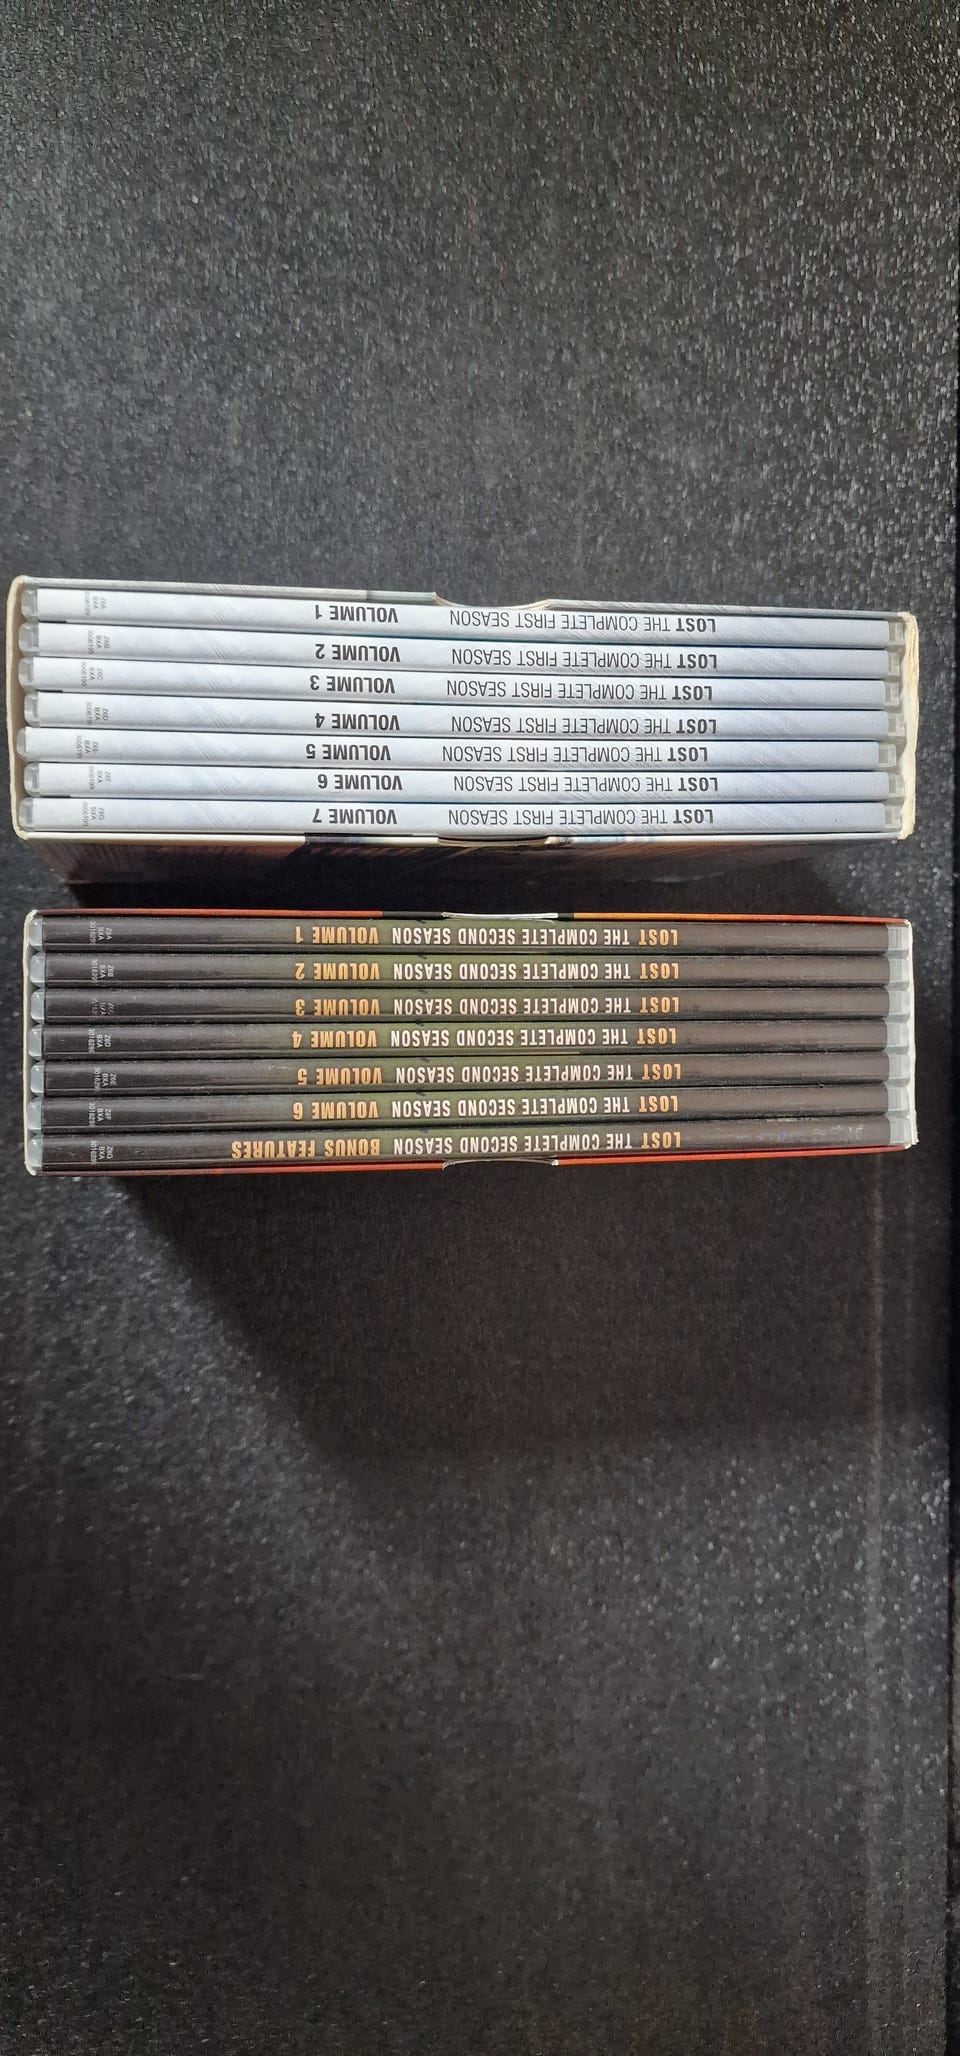 LOST THE COMPLETE FIRST SEASON VOLUME 1
LOST THE COMPLETE FIRST SEASON VOLUME 2
LOST THE COMPLETE FIRST SEASON VOLUME 3
LOST THE COMPLETE FIRST SEASON VOLUME 4
LOST THE COMPLETE FIRST SEASON VOLUME 5
LOST THE COMPLETE FIRST SEASON VOLUME 6
LOST THE COMPLETE FIRST SEASON VOLUME 7
LOST THE COMPLETE SECOND SEASON VOLUME 1
LOST THE COMPLETE SECOND SEASON VOLUME 2
LOST THE COMPLETE SECOND SEASON VOLUME 3
LOST THE COMPLETE SECOND SEASON VOLUME 4
LOST THE COMPLETE SECOND SEASON VOLUME 5
LOST THE COMPLETE SECOND SEASON VOLUME 6
LOST THE COMPLETE SECOND SEASON BONUS FEATURES